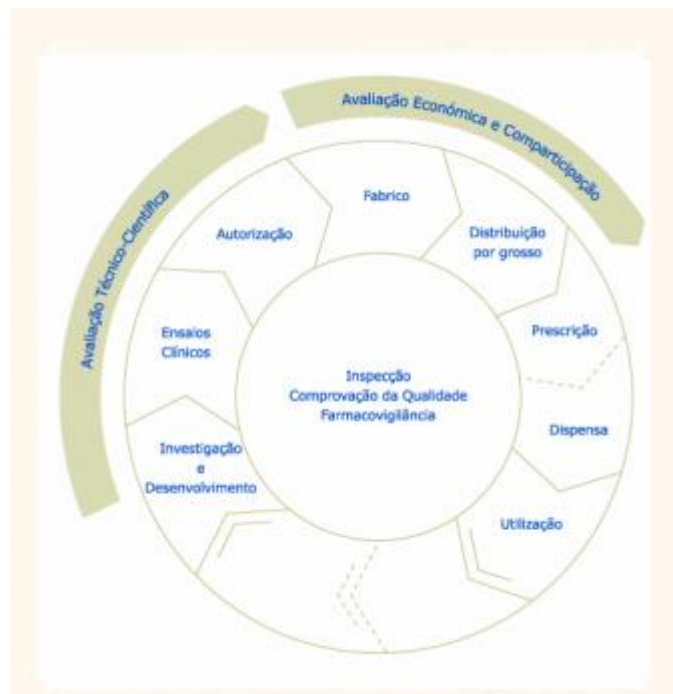 Avaliação Económica e Comparticipação
Avaliação Técnico-Científica
Fabrico
Autorização
Distribuição
por grosso
Ensaios
Clínicos
Prescrição
Inspecção
Comprovação da Qualidade
Farmacovigilância
Dispensa
Investigação
e
Desenvolvimento
Utilização